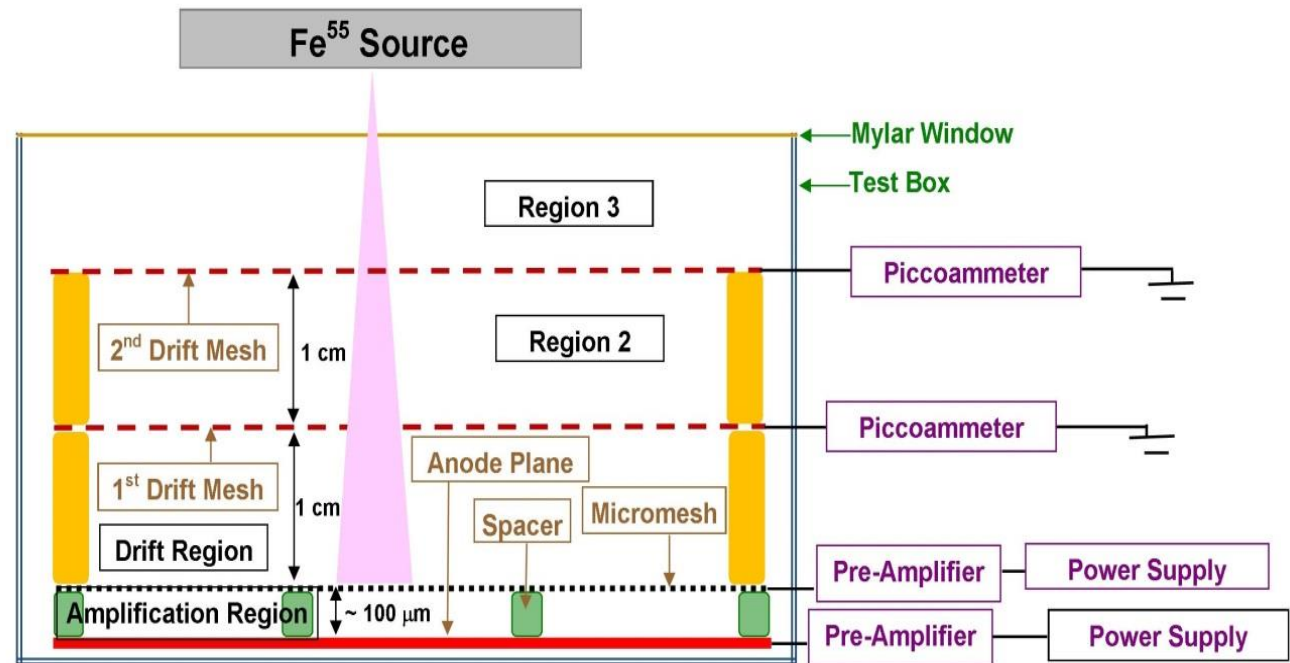 Fe55 Source
Mylar Window
Test Box
Region 3
Piccoammeter
2nd Drift Mesh
1 cm
Region 2
Piccoammeter
1st Drift Mesh
1 cm
Anode Plane
Spacer
Micromesh
Drift Region
Pre-Amplifier
Power Supply
Amplification Region
~ 100 μm
Pre-Amplifier
Power Supply